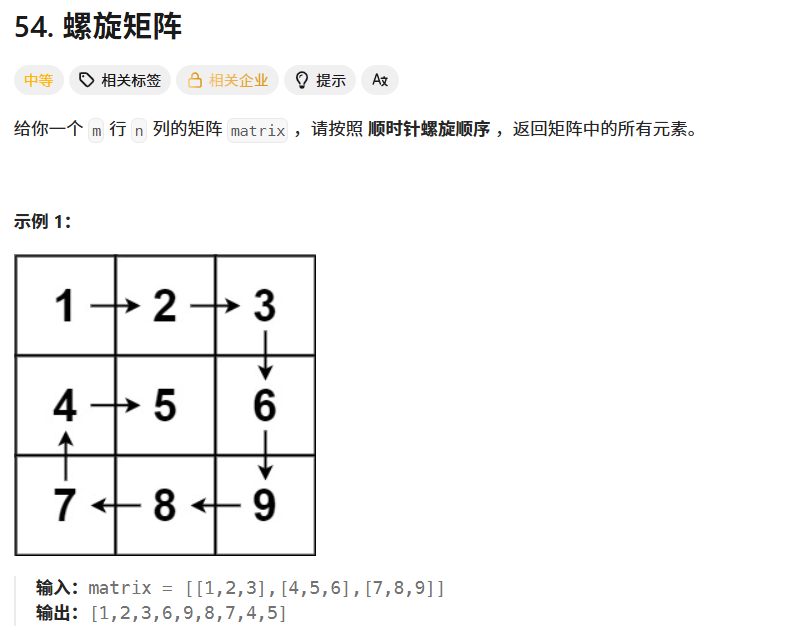 54. 螺旋矩阵
中等 相关标签 相关企业 提示 Aあ
给你一个 m 行 n 列的矩阵 matrix ，请按照 顺时针螺旋顺序 ，返回矩阵中的所有元素。
示例 1：
1 2 3
4 5 6
7 8 9
输入：matrix = [[1,2,3],[4,5,6],[7,8,9]]
输出：[1,2,3,6,9,8,7,4,5]